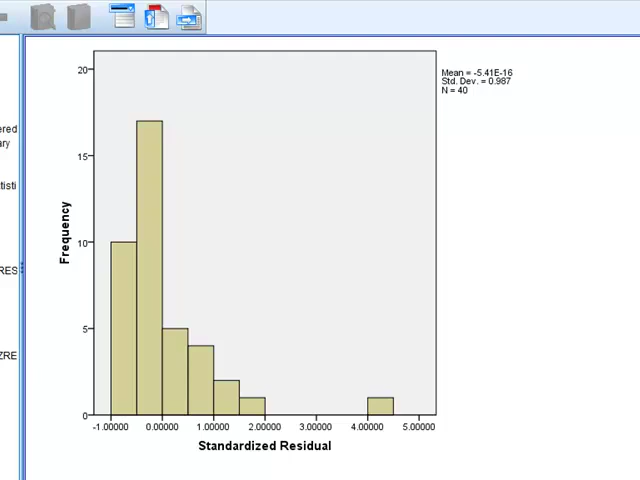 ered
ary
tisti
RES
ZRE
Mean = -5.41E-16
Std. Dev. = 0.987
N = 40
20
15
10
5
0
Frequency
-1.00000 0.00000 1.00000 2.00000 3.00000 4.00000 5.00000
Standardized Residual